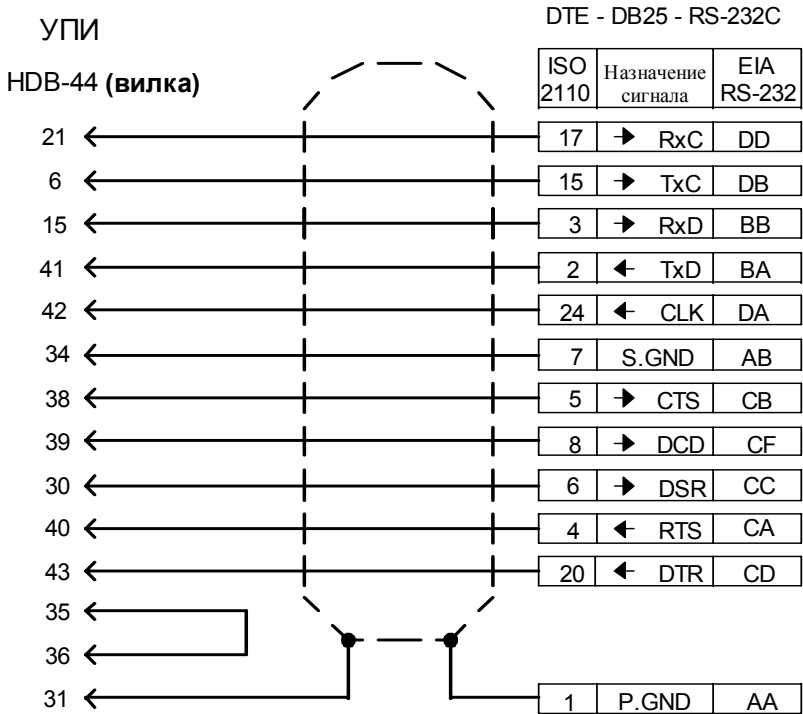 УПИ
HDB-44 (вилка)
DTE - DB25 - RS-232C
ISO 2110 Назначение сигнала EIA RS-232
21 17 RxC DD
6 15 TxC DB
15 3 RxD BB
41 2 TxD BA
42 24 CLK DA
34 7 S.GND AB
38 5 CTS CB
39 8 DCD CF
30 6 DSR CC
40 4 RTS CA
43 20 DTR CD
35
36
31 1 P.GND AA